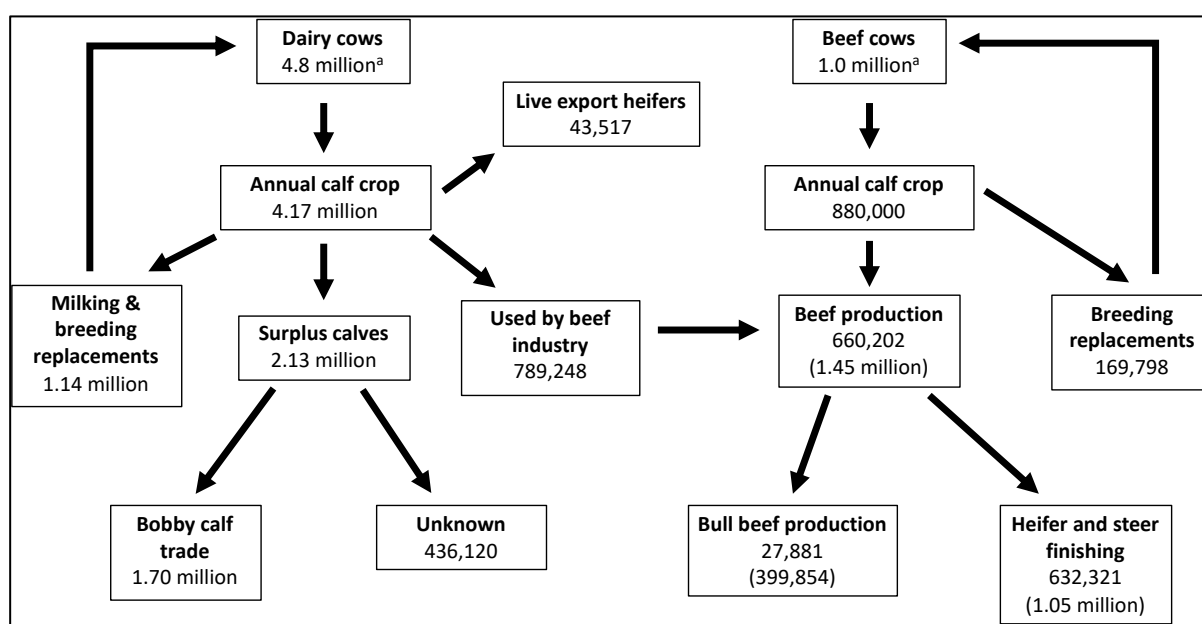 Dairy cows
4.8 millionᵃ
Beef cows
1.0 millionᵃ
Live export heifers
43,517
Annual calf crop
4.17 million
Annual calf crop
880,000
Milking &
breeding
replacements
1.14 million
Surplus calves
2.13 million
Used by beef
industry
789,248
Beef production
660,202
(1.45 million)
Breeding
replacements
169,798
Bobby calf
trade
1.70 million
Unknown
436,120
Bull beef production
27,881
(399,854)
Heifer and steer
finishing
632,321
(1.05 million)